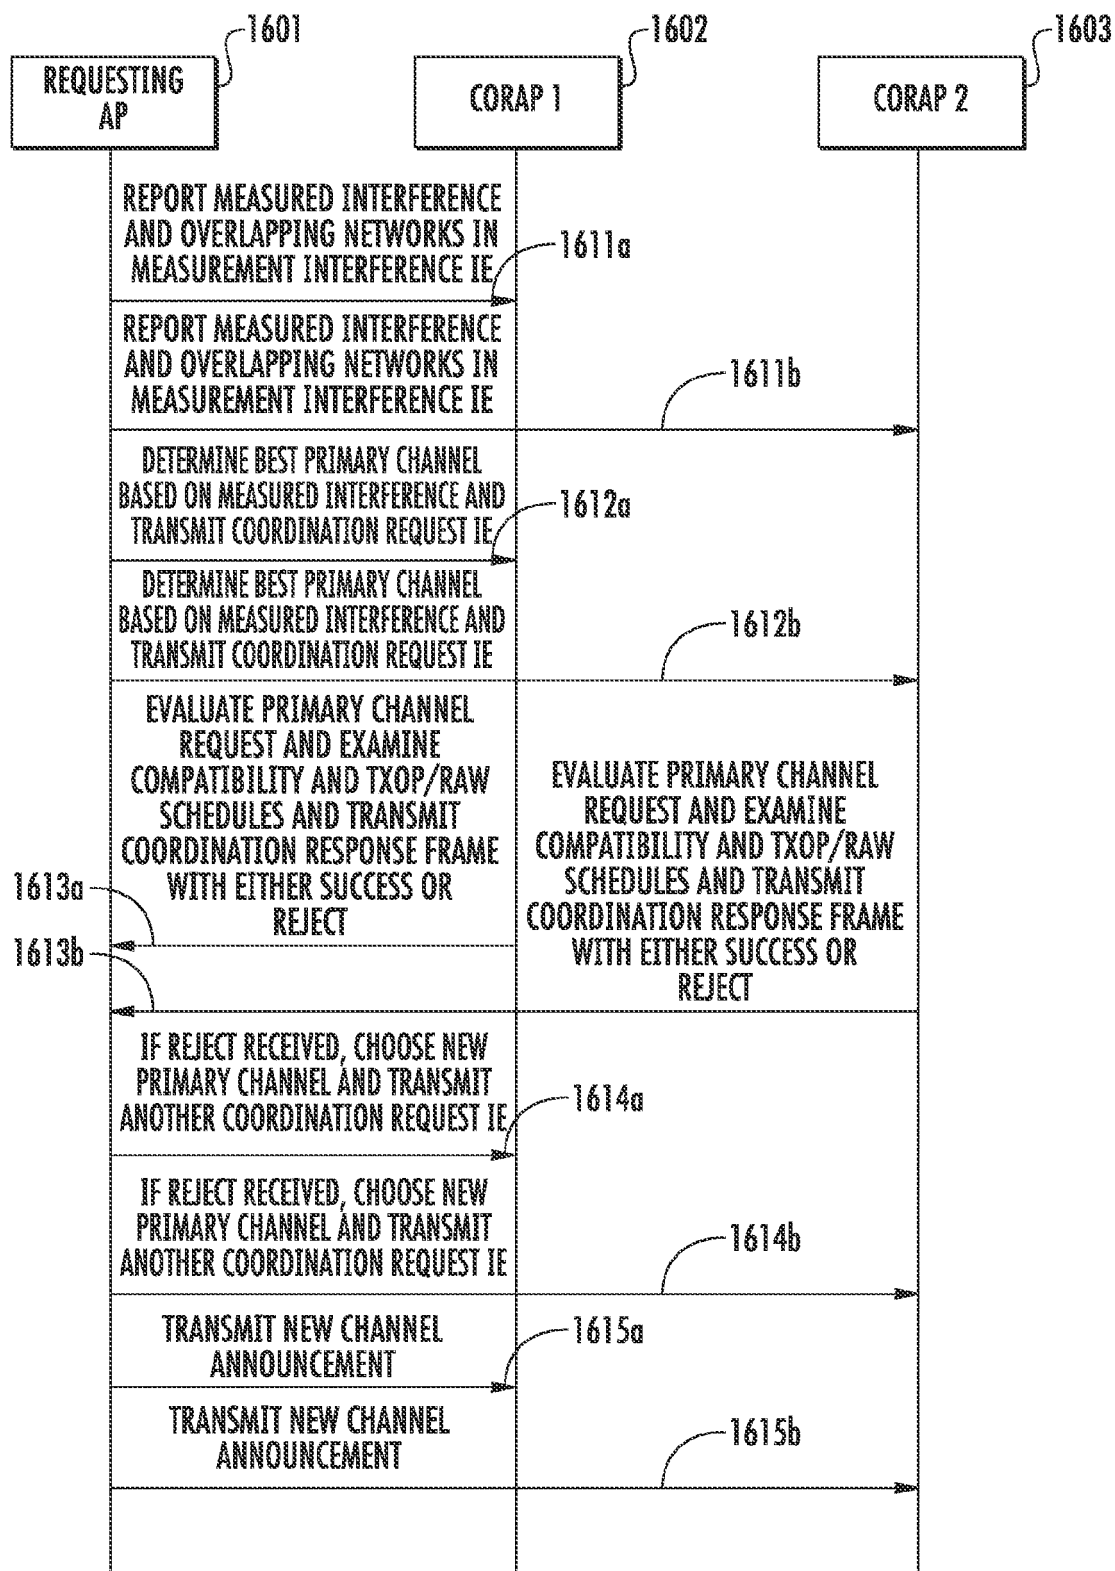 1601
1602
1603
REQUESTING
AP
CORAP 1
CORAP 2
REPORT MEASURED INTERFERENCE
AND OVERLAPPING NETWORKS IN
MEASUREMENT INTERFERENCE IE
1611a
REPORT MEASURED INTERFERENCE
AND OVERLAPPING NETWORKS IN
MEASUREMENT INTERFERENCE IE
1611b
DETERMINE BEST PRIMARY CHANNEL
BASED ON MEASURED INTERFERENCE AND
TRANSMIT COORDINATION REQUEST IE
1612a
DETERMINE BEST PRIMARY CHANNEL
BASED ON MEASURED INTERFERENCE AND
TRANSMIT COORDINATION REQUEST IE
1612b
EVALUATE PRIMARY CHANNEL
REQUEST AND EXAMINE
COMPATIBILITY AND TXOP/RAW
SCHEDULES AND TRANSMIT
COORDINATION RESPONSE FRAME
WITH EITHER SUCCESS OR
REJECT
1613a
EVALUATE PRIMARY CHANNEL
REQUEST AND EXAMINE
COMPATIBILITY AND TXOP/RAW
SCHEDULES AND TRANSMIT
COORDINATION RESPONSE FRAME
WITH EITHER SUCCESS OR
REJECT
1613b
IF REJECT RECEIVED, CHOOSE NEW
PRIMARY CHANNEL AND TRANSMIT
ANOTHER COORDINATION REQUEST IE
1614a
IF REJECT RECEIVED, CHOOSE NEW
PRIMARY CHANNEL AND TRANSMIT
ANOTHER COORDINATION REQUEST IE
1614b
TRANSMIT NEW CHANNEL
ANNOUNCEMENT
1615a
TRANSMIT NEW CHANNEL
ANNOUNCEMENT
1615b